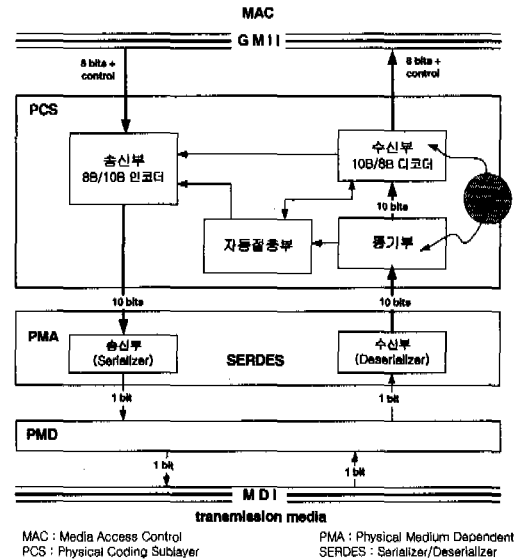 MAC
GMII
8 bits +
control
8 bits +
control
PCS
송신부
8B/10B 인코더
수신부
10B/8B 디코더
10 bits
자동절충부
동기부
10 bits
10 bits
PMA
송신부
(Serializer)
SERDES
수신부
(Deserializer)
1 bit
1 bit
PMD
1 bit
1 bit
MDI
transmission media
MAC : Media Access Control
PMA : Physical Medium Dependent
PCS : Physical Coding Sublayer
SERDES : Serializer/Deserializer